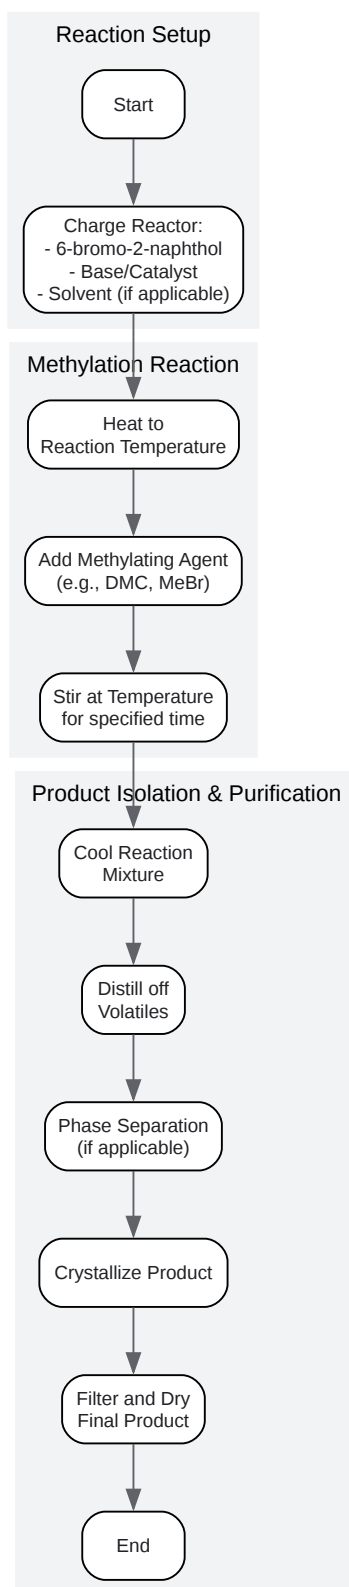 Reaction Setup
Start
Charge Reactor:
- 6-bromo-2-naphthol
- Base/Catalyst
- Solvent (if applicable)
Methylation Reaction
Heat to
Reaction Temperature
Add Methylating Agent
(e.g., DMC, MeBr)
Stir at Temperature
for specified time
Product Isolation & Purification
Cool Reaction
Mixture
Distill off
Volatiles
Phase Separation
(if applicable)
Crystallize Product
Filter and Dry
Final Product
End